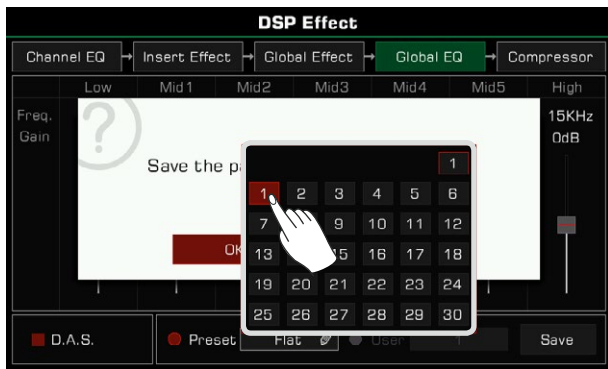 DSP Effect
Channel EQ Insert Effect Global Effect Global EQ Compressor
Low Mid1 Mid2 Mid3 Mid4 Mid5 High
Freq. 15KHz
Gain 0dB
?
Save the
1
1 2 3 4 5 6
7 9 10 11 12
13 15 16 17 18
19 20 21 22 23 24
25 26 27 28 29 30
OK
D.A.S. Preset Flat User 1 Save